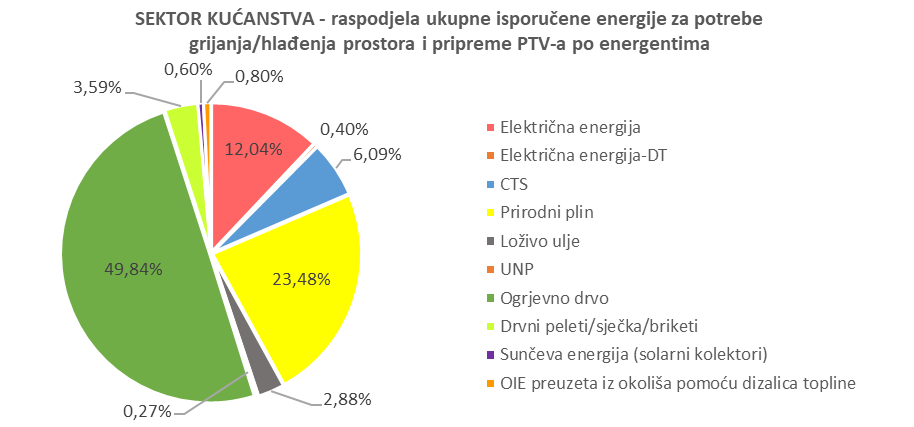 SEKTOR KUĆANSTVA - raspodjela ukupne isporučene energije za potrebe
grijanja/hlađenja prostora i pripreme PTV-a po energentima
0,60%
0,80%
3,59%
12,04%
0,40%
6,09%
49,84%
23,48%
0,27%
2,88%
Električna energija
Električna energija-DT
CTS
Prirodni plin
Loživo ulje
UNP
Ogrjevno drvo
Drvni peleti/sječka/briketi
Sunčeva energija (solarni kolektori)
OIE preuzeta iz okoliša pomoću dizalica topline